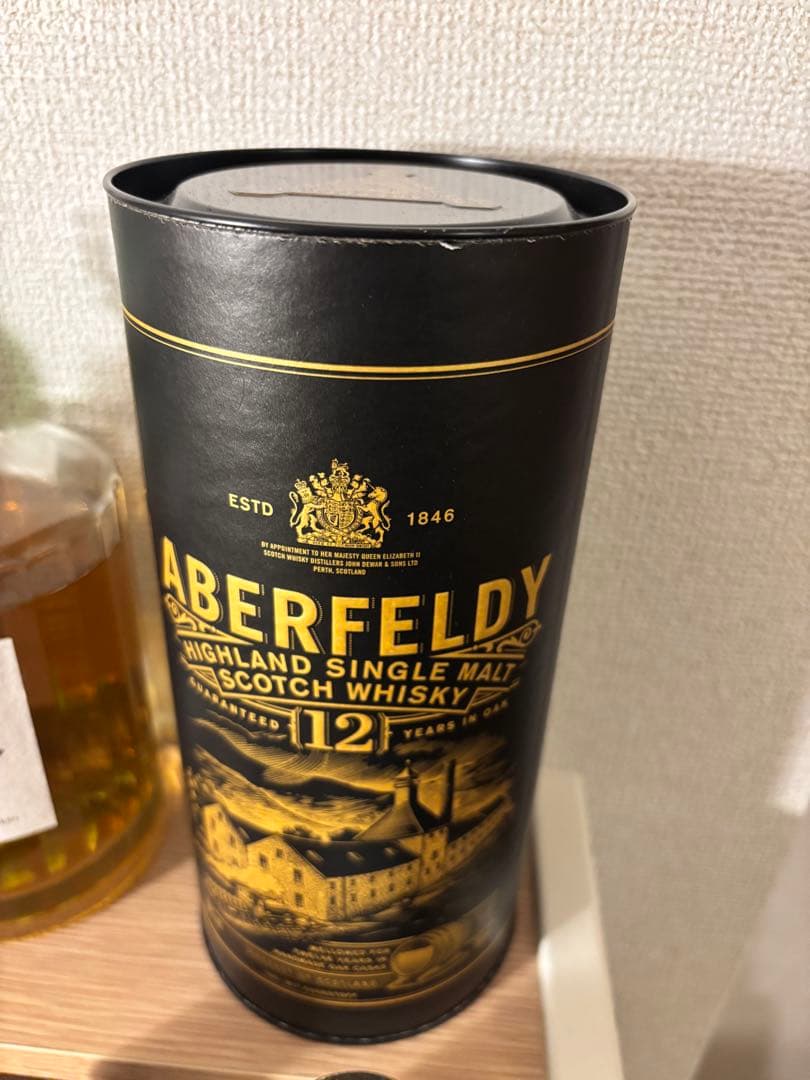 ESTD 1846
BY APPOINTMENT TO HER MAJESTY QUEEN ELIZABETH II
SCOTCH WHISKY DISTILLERS JOHN DEWAR & SONS LTD
PERTH, SCOTLAND
ABERFELDY
HIGHLAND SINGLE MALT
SCOTCH WHISKY
GUARANTEED 12 YEARS IN OAK